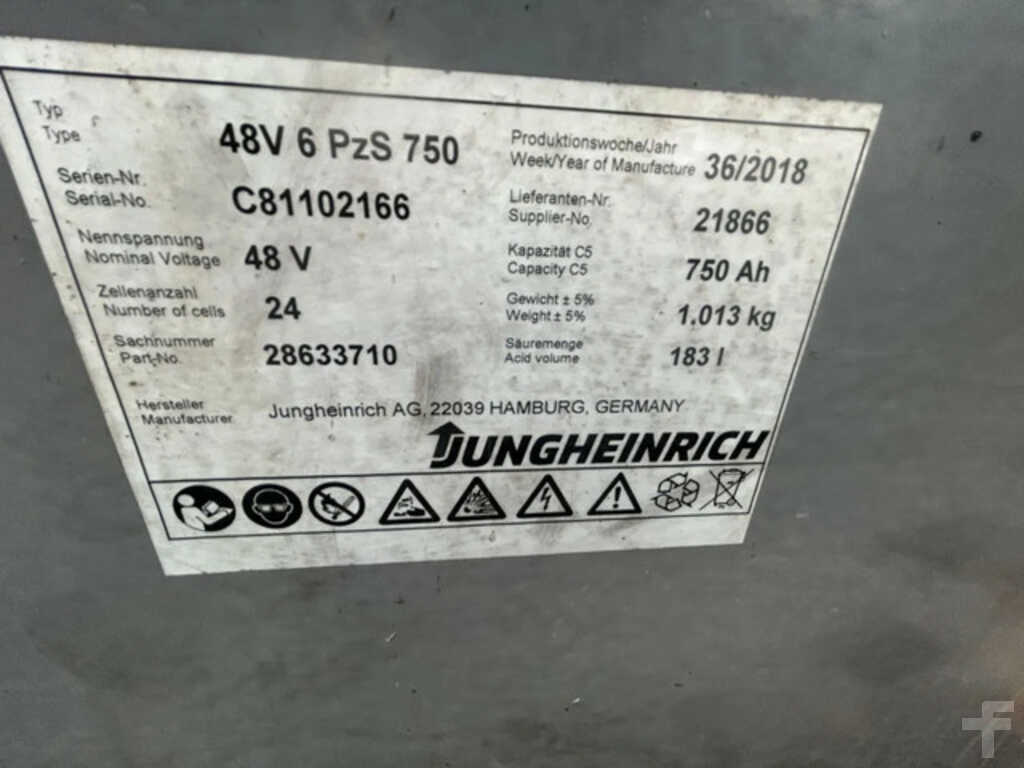 Typ
Type
48V 6 PzS 750
Serien-Nr.
Serial-No.
C81102166
Nennspannung
Nominal Voltage
48 V
Zellenanzahl
Number of cells
24
Sachnummer
Part-No.
28633710
Produktionswoche/Jahr
Week/Year of Manufacture
36/2018
Lieferanten-Nr.
Supplier-No.
21866
Kapazität C5
Capacity C5
750 Ah
Gewicht ± 5%
Weight ± 5%
1.013 kg
Säuremenge
Acid volume
183 l
Hersteller
Manufacturer
Jungheinrich AG, 22039 HAMBURG, GERMANY
JUNGHEINRICH